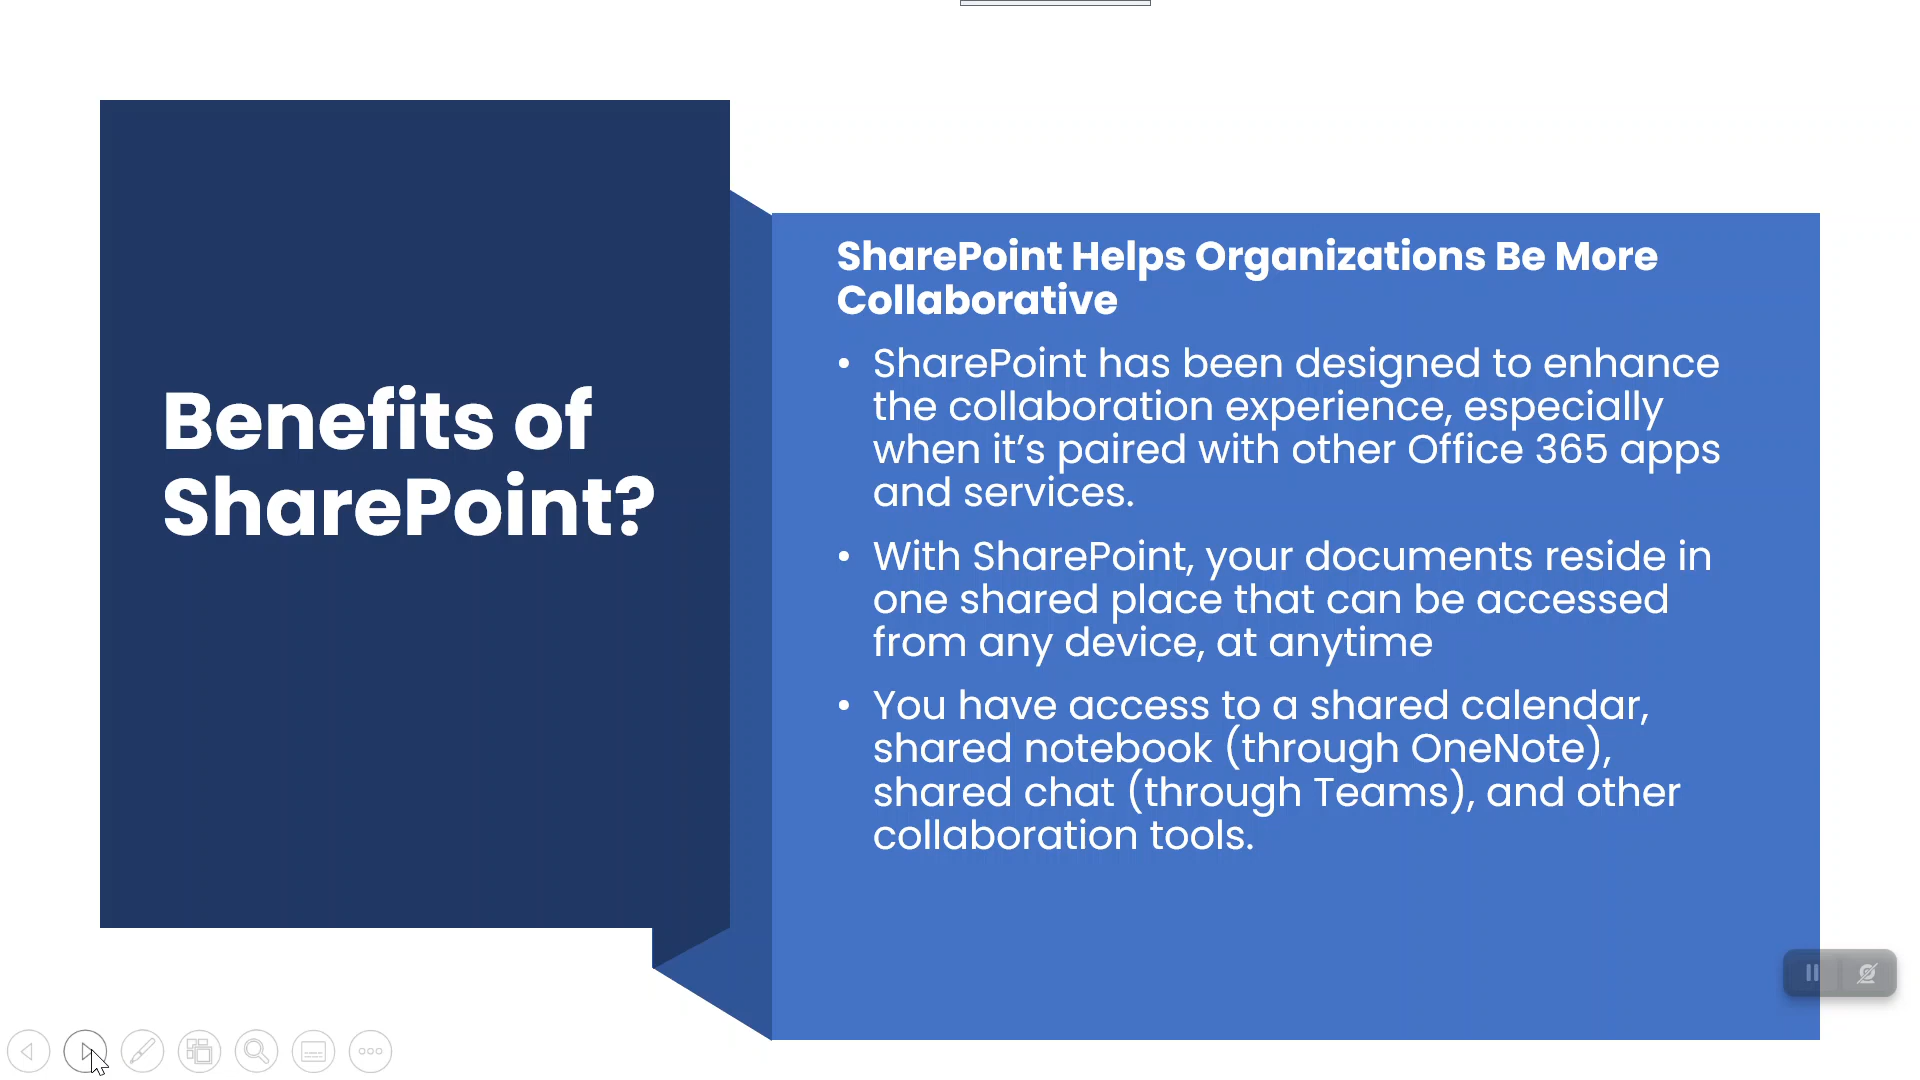 Benefits of
SharePoint?
SharePoint Helps Organizations Be More
Collaborative
• SharePoint has been designed to enhance
the collaboration experience, especially
when it’s paired with other Office 365 apps
and services.
• With SharePoint, your documents reside in
one shared place that can be accessed
from any device, at anytime
• You have access to a shared calendar,
shared notebook (through OneNote),
shared chat (through Teams), and other
collaboration tools.